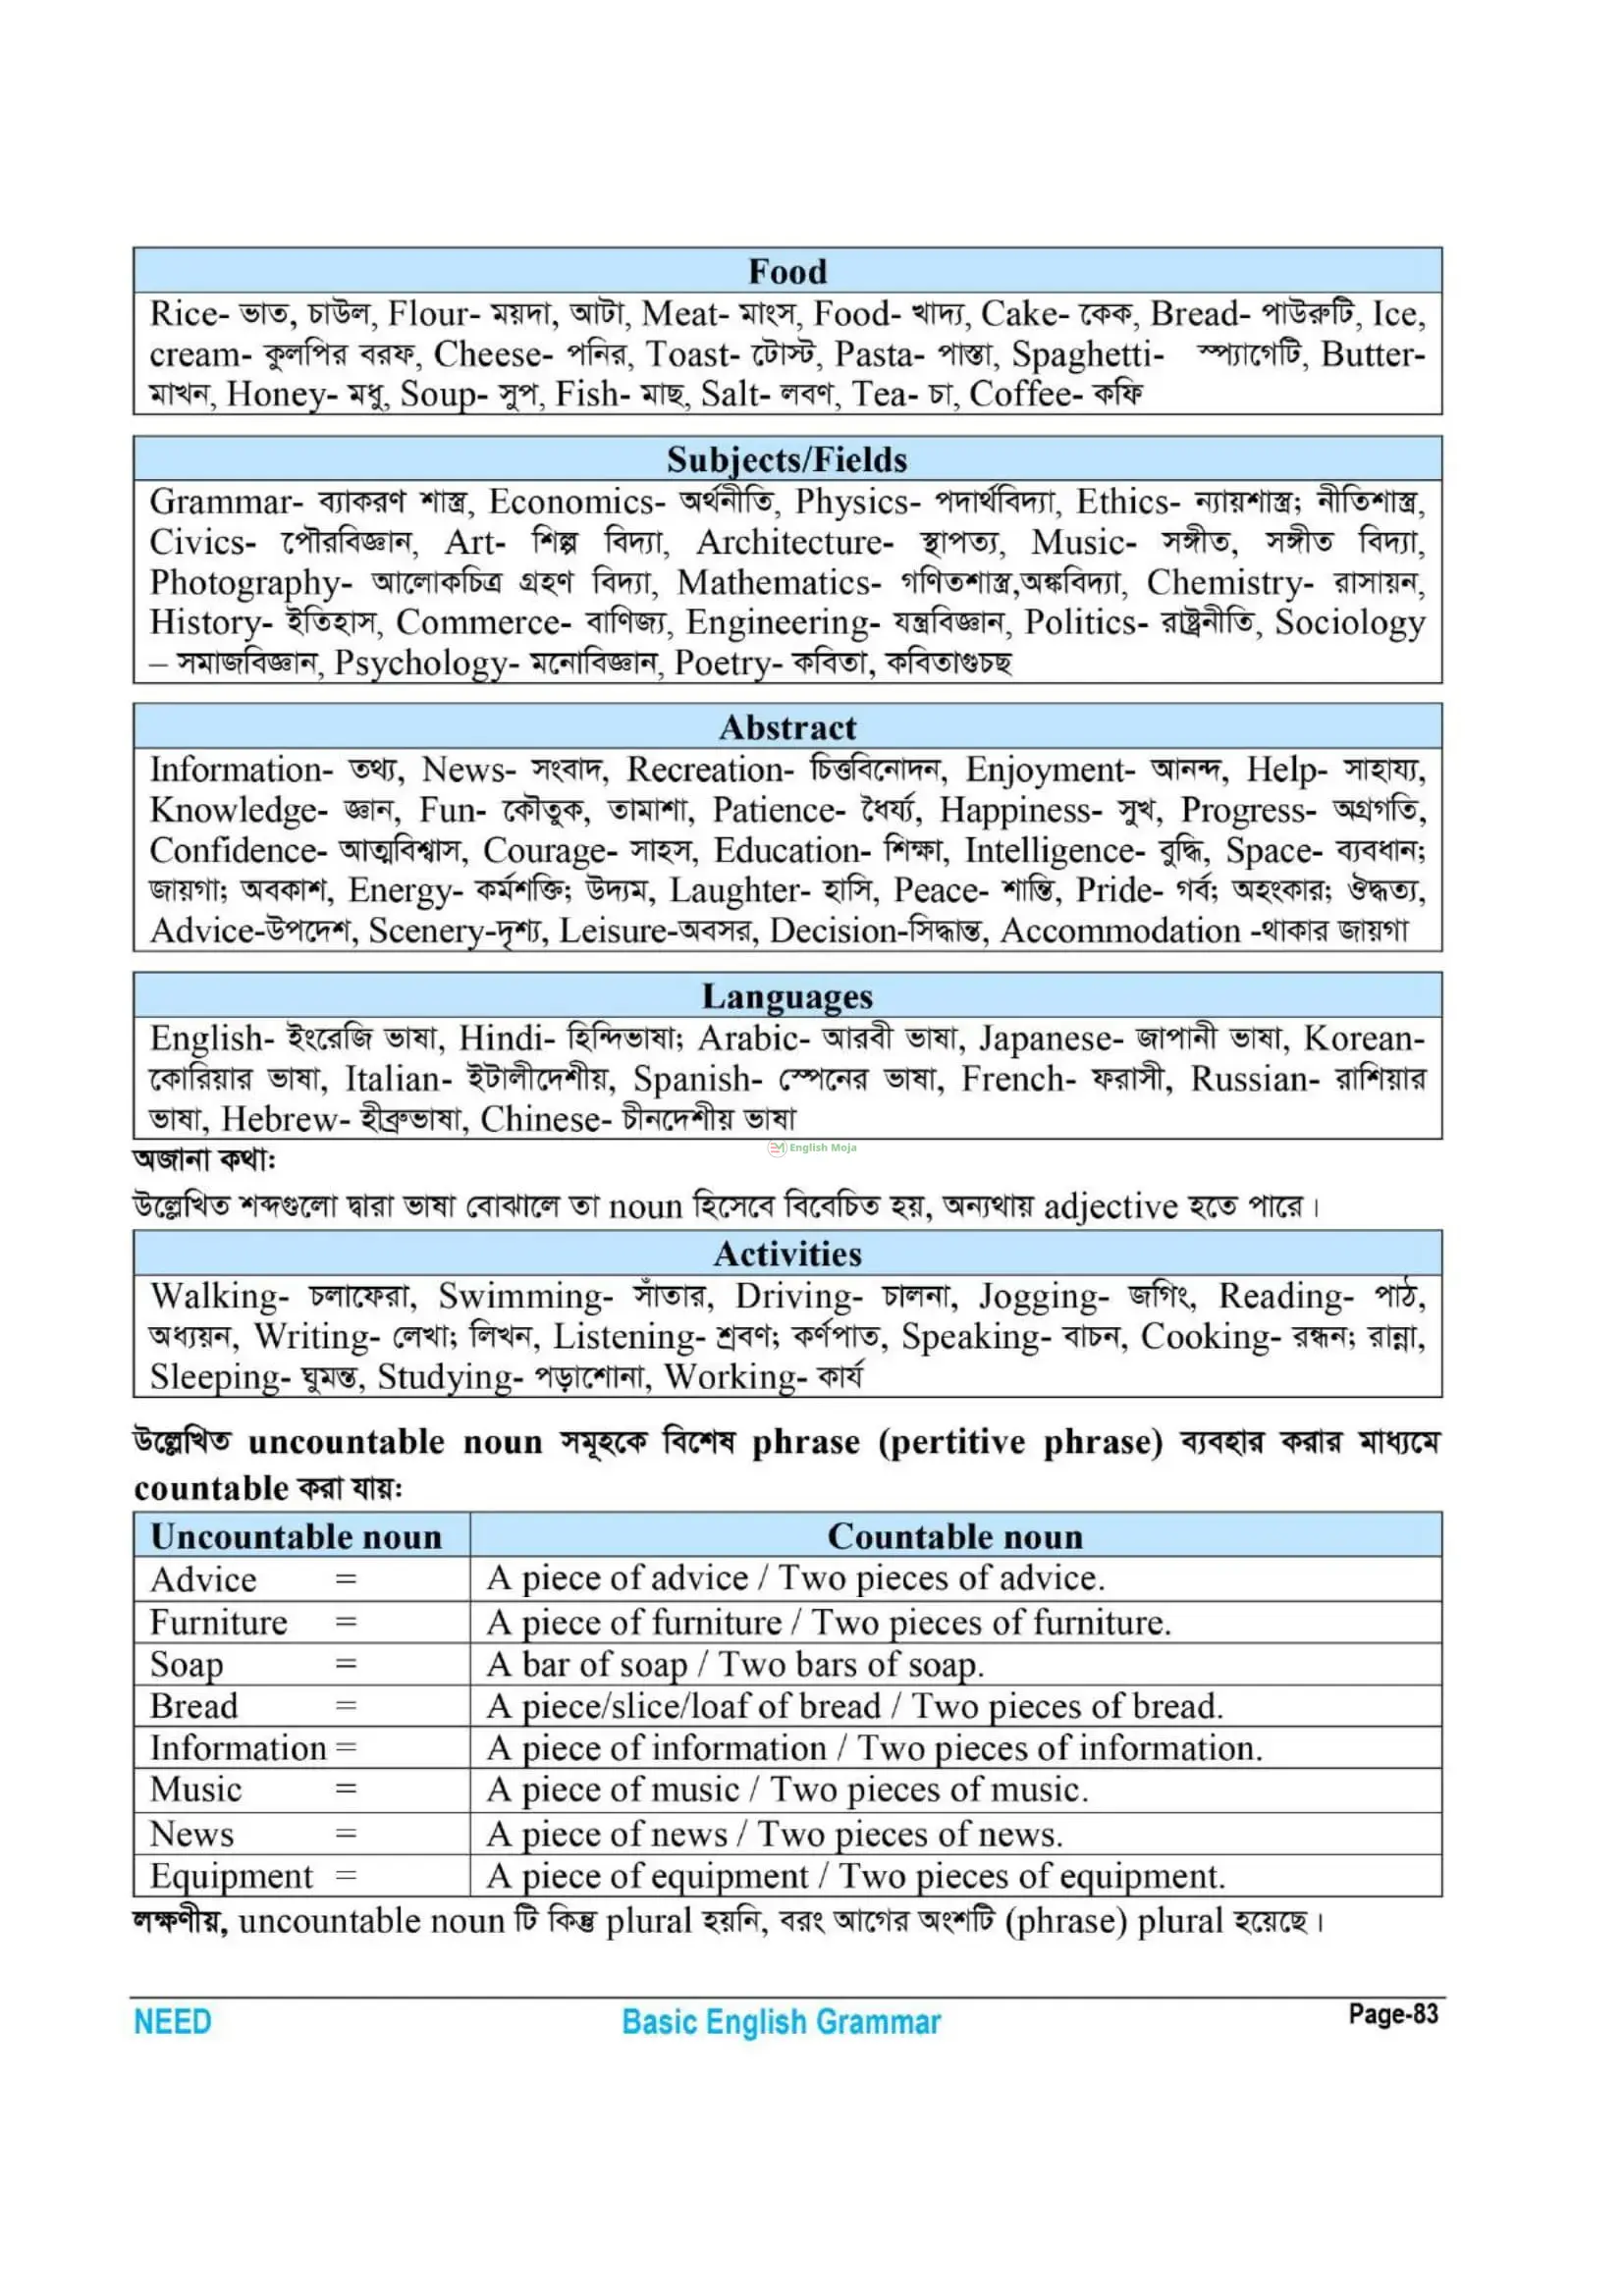 Food
Rice- ভাত, চাউল, Flour- ময়দা, আটা, Meat- মাংস, Food- খাদ্য, Cake- কেক, Bread- পাউরুটি, Ice,
cream- কুলপির বরফ, Cheese- পনির, Toast- টোস্ট, Pasta- পাস্তা, Spaghetti- স্প্যাগেটি, Butter-
মাখন, Honey- মধু, Soup- সুপ, Fish- মাছ, Salt- লবণ, Tea- চা, Coffee- কফি
Subjects/Fields
Grammar- ব্যাকরণ শাস্ত্র, Economics- অর্থনীতি, Physics- পদার্থবিদ্যা, Ethics- ন্যায়শাস্ত্র; নীতিশাস্ত্র,
Civics- পৌরবিজ্ঞান, Art- শিল্প বিদ্যা, Architecture- স্থাপত্য, Music- সঙ্গীত, সঙ্গীত বিদ্যা,
Photography- আলোকচিত্র গ্রহণ বিদ্যা, Mathematics- গণিতশাস্ত্র,অঙ্কবিদ্যা, Chemistry- রাসায়ন,
History- ইতিহাস, Commerce- বাণিজ্য, Engineering- যন্ত্রবিজ্ঞান, Politics- রাষ্ট্রনীতি, Sociology
– সমাজবিজ্ঞান, Psychology- মনোবিজ্ঞান, Poetry- কবিতা, কবিতাগুচছ
Abstract
Information- তথ্য, News- সংবাদ, Recreation- চিত্তবিনোদন, Enjoyment- আনন্দ, Help- সাহায্য,
Knowledge- জ্ঞান, Fun- কৌতুক, তামাশা, Patience- ধৈর্য্য, Happiness- সুখ, Progress- অগ্রগতি,
Confidence- আত্মবিশ্বাস, Courage- সাহস, Education- শিক্ষা, Intelligence- বুদ্ধি, Space- ব্যবধান;
জায়গা; অবকাশ, Energy- কর্মশক্তি; উদ্যম, Laughter- হাসি, Peace- শান্তি, Pride- গর্ব; অহংকার; ঔদ্ধত্য,
Advice-উপদেশ, Scenery-দৃশ্য, Leisure-অবসর, Decision-সিদ্ধান্ত, Accommodation -থাকার জায়গা
Languages
English- ইংরেজি ভাষা, Hindi- হিন্দিভাষা; Arabic- আরবী ভাষা, Japanese- জাপানী ভাষা, Korean-
কোরিয়ার ভাষা, Italian- ইটালীদেশীয়, Spanish- স্পেনের ভাষা, French- ফরাসী, Russian- রাশিয়ার
ভাষা, Hebrew- হীব্রুভাষা, Chinese- চীনদেশীয় ভাষা
English Moja
অজানা কথা:
উল্লেখিত শব্দগুলো দ্বারা ভাষা বোঝালে তা noun হিসেবে বিবেচিত হয়, অন্যথায় adjective হতে পারে।
Activities
Walking- চলাফেরা, Swimming- সাঁতার, Driving- চালনা, Jogging- জগিং, Reading- পাঠ,
অধ্যয়ন, Writing- লেখা; লিখন, Listening- শ্রবণ; কর্ণপাত, Speaking- বাচন, Cooking- রন্ধন; রান্না,
Sleeping- ঘুমন্ত, Studying- পড়াশোনা, Working- কার্য
উল্লেখিত uncountable noun সমূহকে বিশেষ phrase (pertitive phrase) ব্যবহার করার মাধ্যমে
countable করা যায়:
Uncountable noun Countable noun
Advice = A piece of advice / Two pieces of advice.
Furniture = A piece of furniture / Two pieces of furniture.
Soap = A bar of soap / Two bars of soap.
Bread = A piece/slice/loaf of bread / Two pieces of bread.
Information = A piece of information / Two pieces of information.
Music = A piece of music / Two pieces of music.
News = A piece of news / Two pieces of news.
Equipment = A piece of equipment / Two pieces of equipment.
লক্ষণীয়, uncountable noun টি কিন্তু plural হয়নি, বরং আগের অংশটি (phrase) plural হয়েছে।
NEED Basic English Grammar Page-83